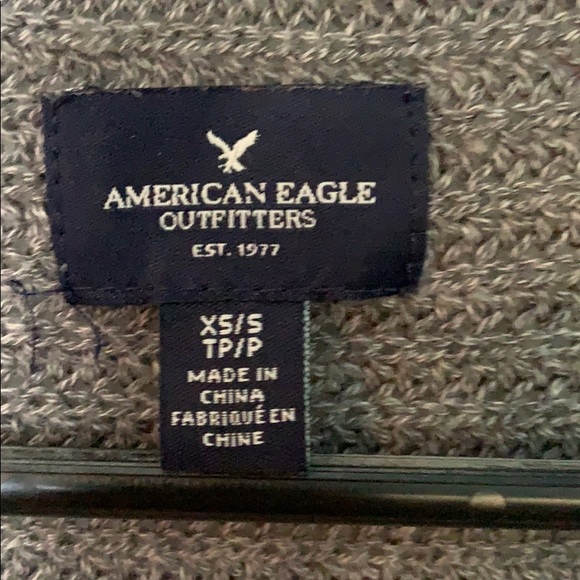 AMERICAN EAGLE
OUTFITTERS
EST. 1977
XS/S
TP/P
MADE IN
CHINA
FABRIQUÉ EN
CHINE